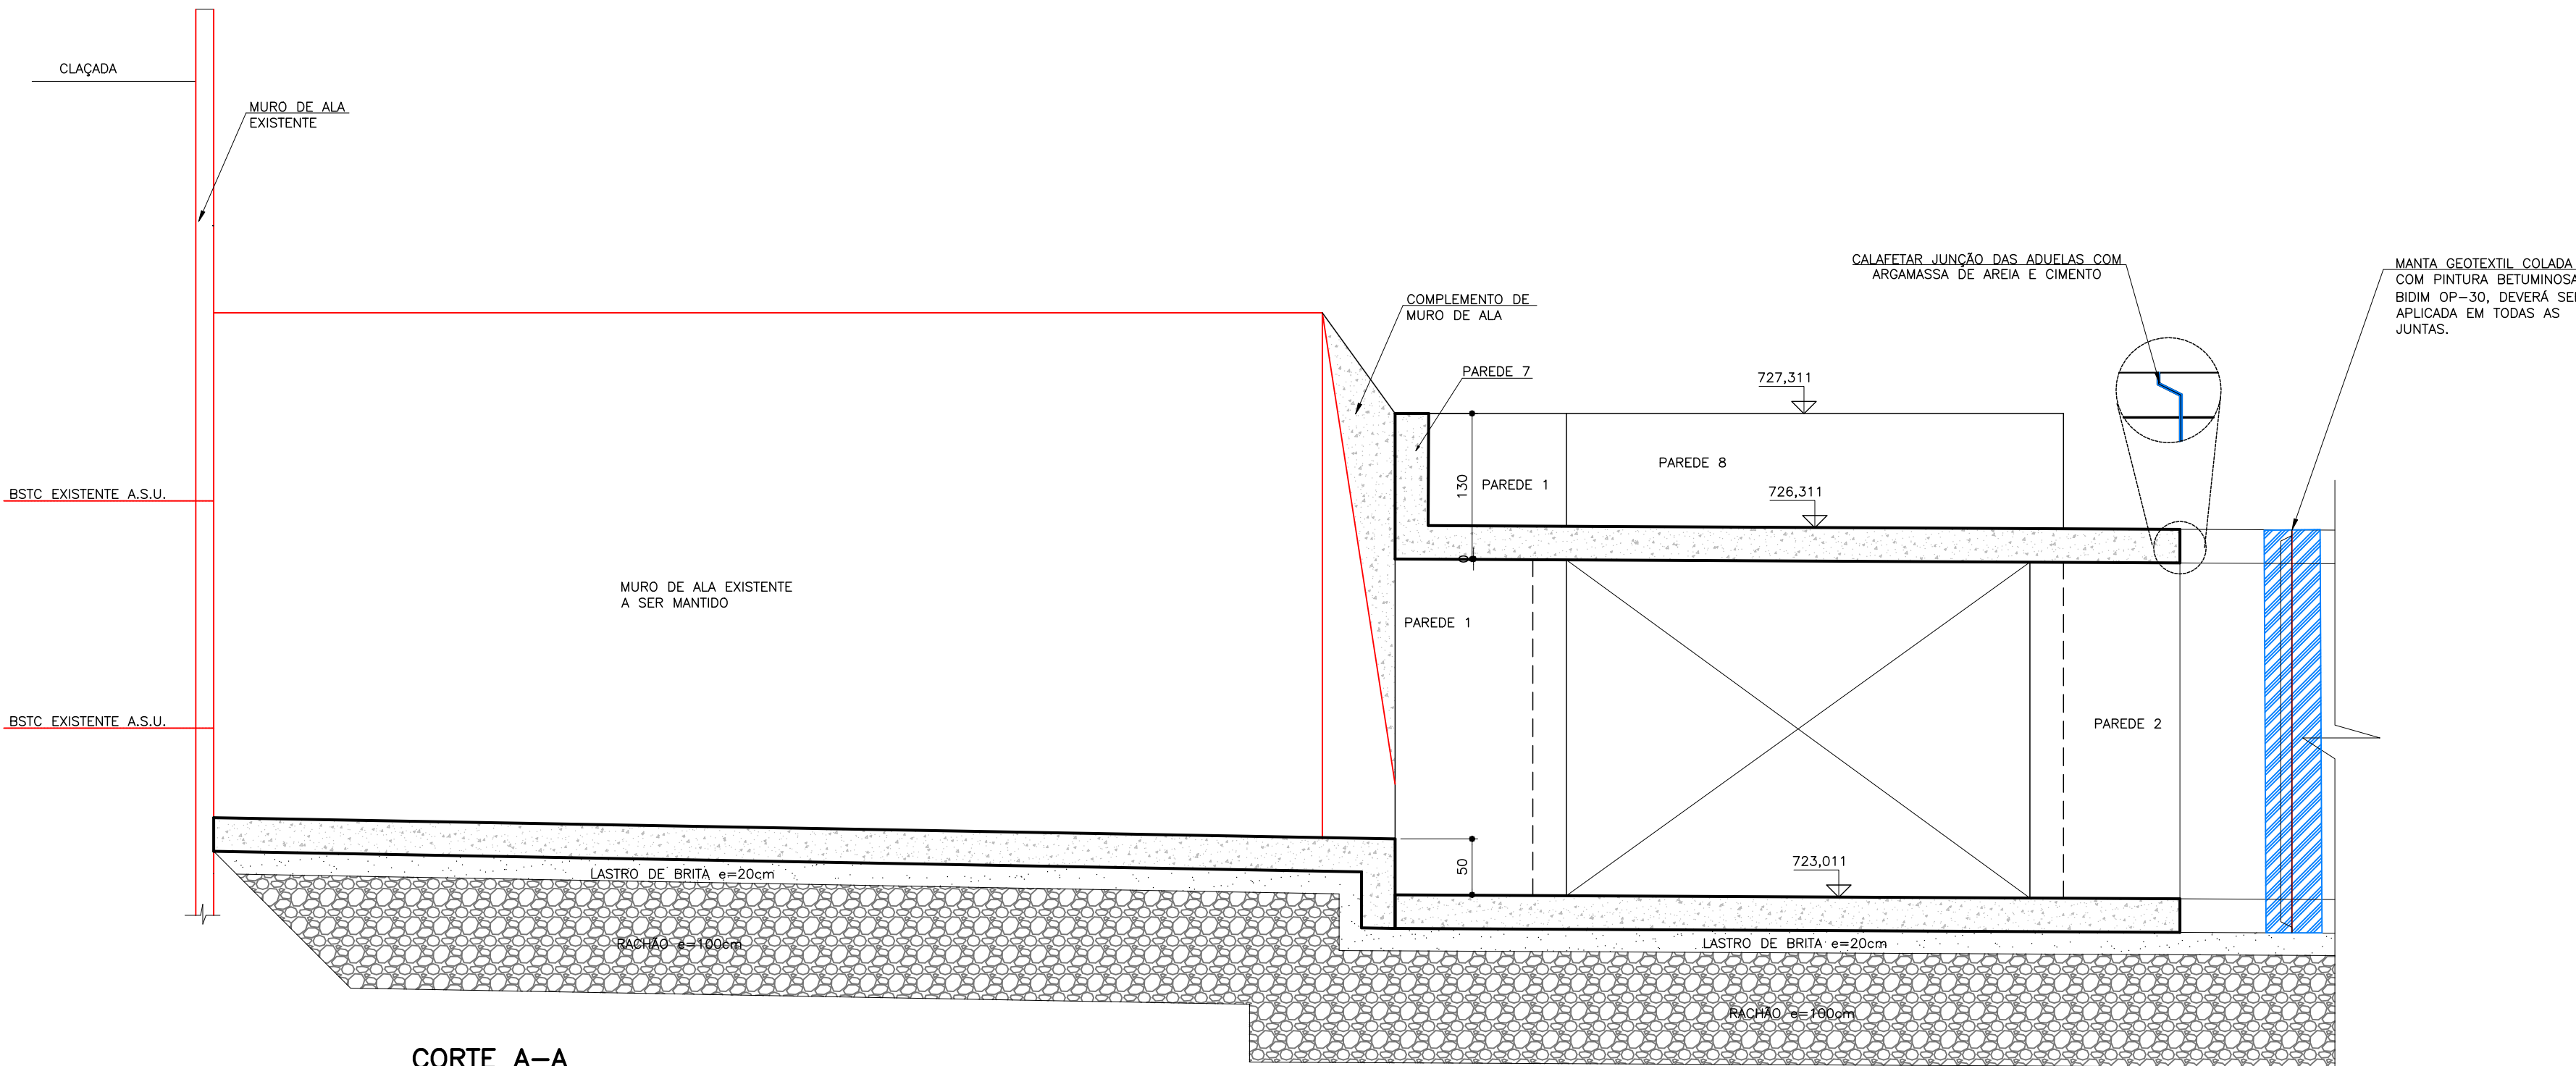 CLAÇADA
MURO DE ALA
EXISTENTE
CALAFETAR JUNÇÃO DAS ADUELAS COM
ARGAMASSA DE AREIA E CIMENTO
MANTA GEOTEXTIL COLADA
COM PINTURA BETUMINOSA
BIDIM OP-30, DEVERÁ SE
APLICADA EM TODAS AS
JUNTAS.
COMPLEMENTO DE
MURO DE ALA
PAREDE 7
727,311
PAREDE 8
130
PAREDE 1
726,311
BSTC EXISTENTE A.S.U.
0
MURO DE ALA EXISTENTE
A SER MANTIDO
PAREDE 1
BSTC EXISTENTE A.S.U.
PAREDE 2
50
723,011
LASTRO DE BRITA e=20cm
RACHÃO e=100cm
LASTRO DE BRITA e=20cm
RACHÃO e=100cm
CORTE A-A